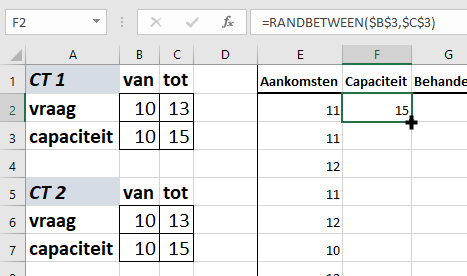 F2 fx =RANDBETWEEN($B$3,$C$3)
A B C D E F G
1 CT 1 van tot Aankomsten Capaciteit Behande
2 vraag 10 13 11 15
3 capaciteit 10 15 11
4 12
5 CT 2 van tot 11
6 vraag 10 13 12
7 capaciteit 10 15 10